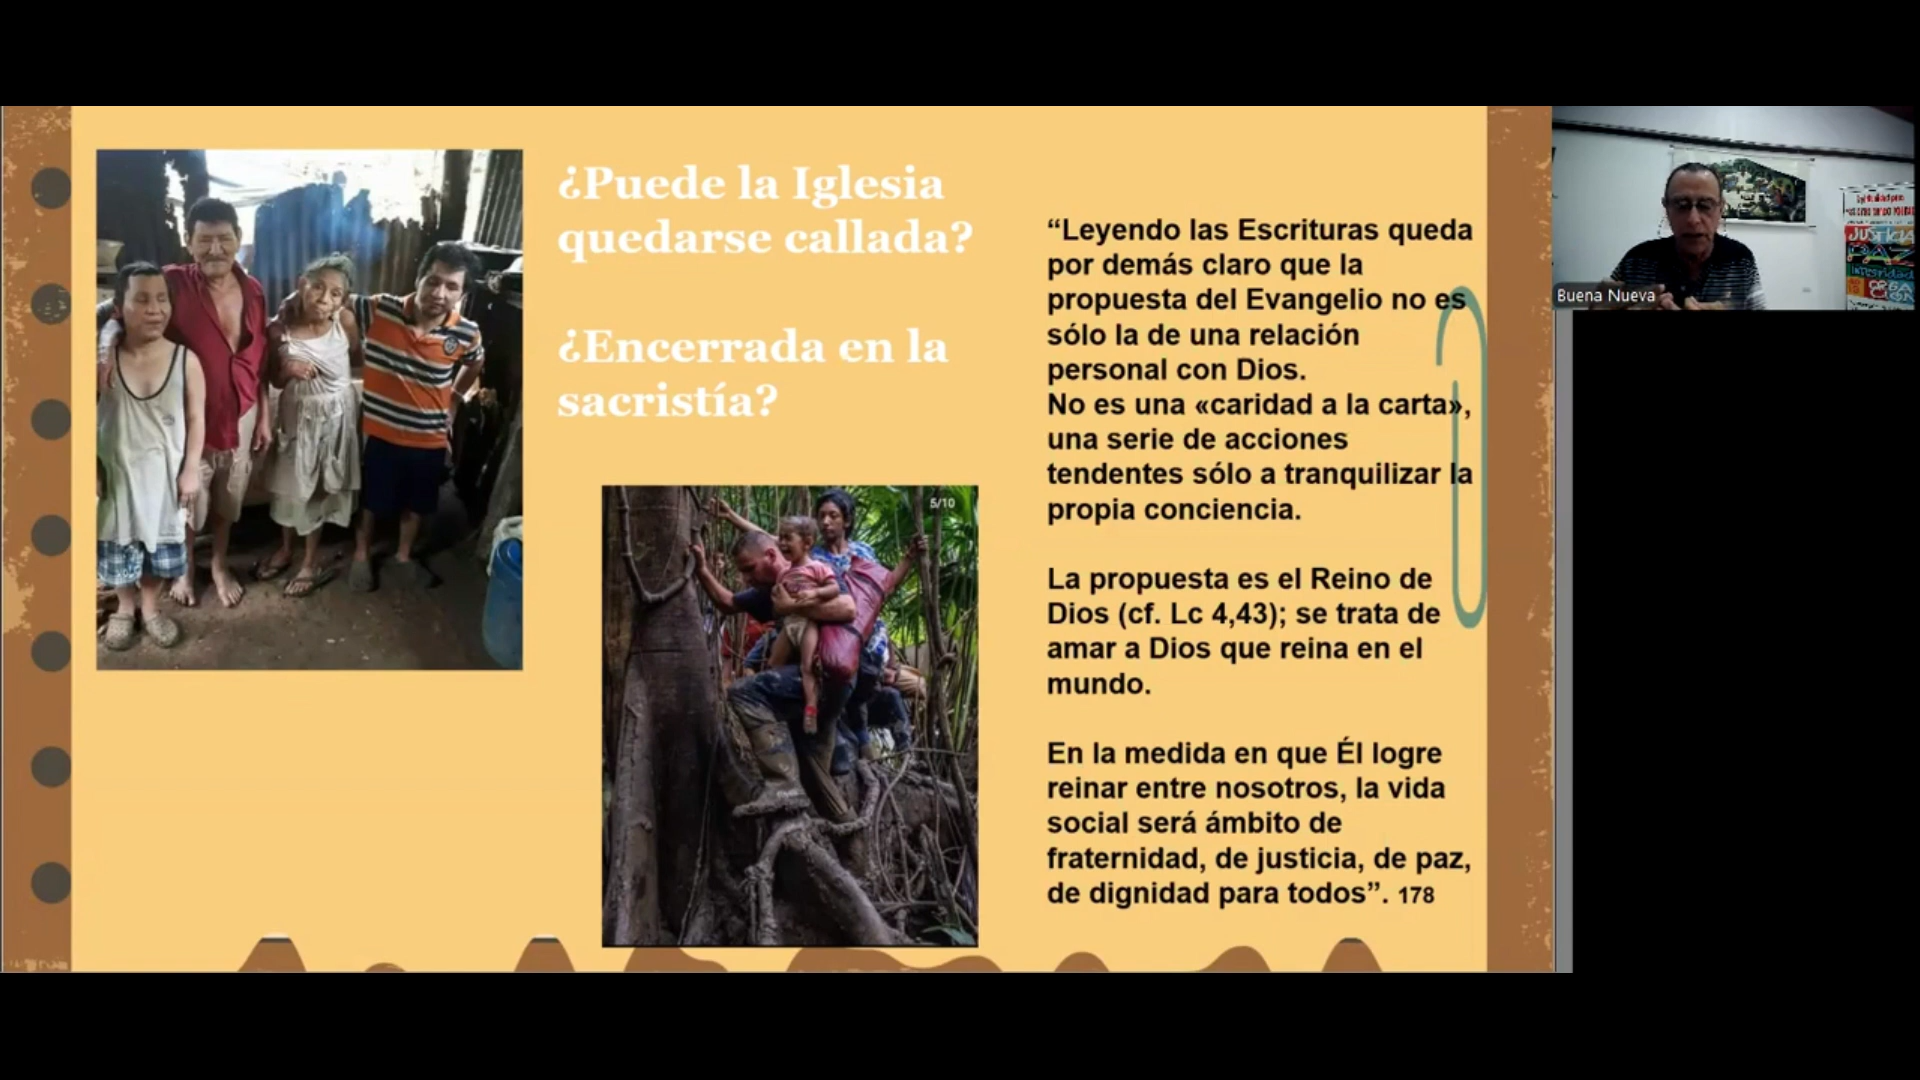 ¿Puede la Iglesia
quedarse callada?
¿Encerrada en la
sacristía?
5/10
“Leyendo las Escrituras queda
por demás claro que la
propuesta del Evangelio no es
sólo la de una relación
personal con Dios.
No es una «caridad a la carta»,
una serie de acciones
tendentes sólo a tranquilizar la
propia conciencia.
La propuesta es el Reino de
Dios (cf. Lc 4,43); se trata de
amar a Dios que reina en el
mundo.
En la medida en que Él logre
reinar entre nosotros, la vida
social será ámbito de
fraternidad, de justicia, de paz,
de dignidad para todos”. 178
Buena Nueva
JUSTICIA
PAZ